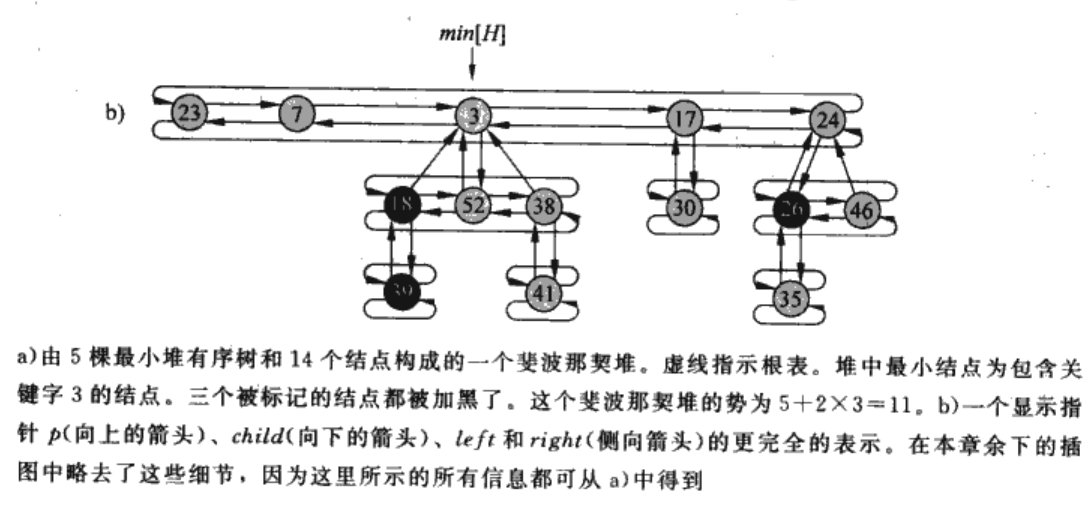 min[H]
b) 23 7 3 17 24
18 52 38 30 26 46
39 41 35
a)由 5 棵最小堆有序树和 14 个结点构成的一个斐波那契堆。虚线指示根表。堆中最小结点为包含关
键字 3 的结点。三个被标记的结点都被加黑了。这个斐波那契堆的势为 5+2×3=11。b)一个显示指
针 p(向上的箭头)、child(向下的箭头)、left 和 right(侧向箭头)的更完全的表示。在本章余下的插
图中略去了这些细节，因为这里所示的所有信息都可从 a)中得到